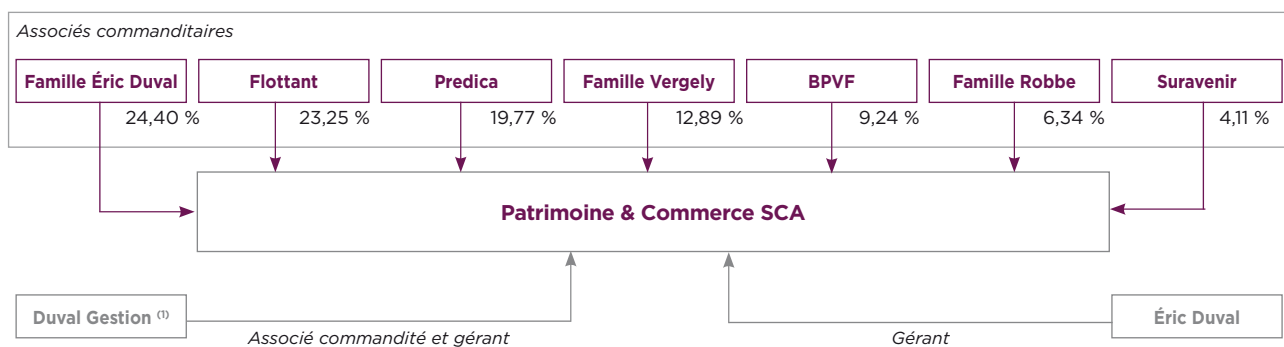 Associés commanditaires
Famille Éric Duval
Flottant
Predica
Famille Vergely
BPVF
Famille Robbe
Suravenir
24,40 %
23,25 %
19,77 %
12,89 %
9,24 %
6,34 %
4,11 %
Patrimoine & Commerce SCA
Duval Gestion (1)
Associé commandité et gérant
Gérant
Éric Duval